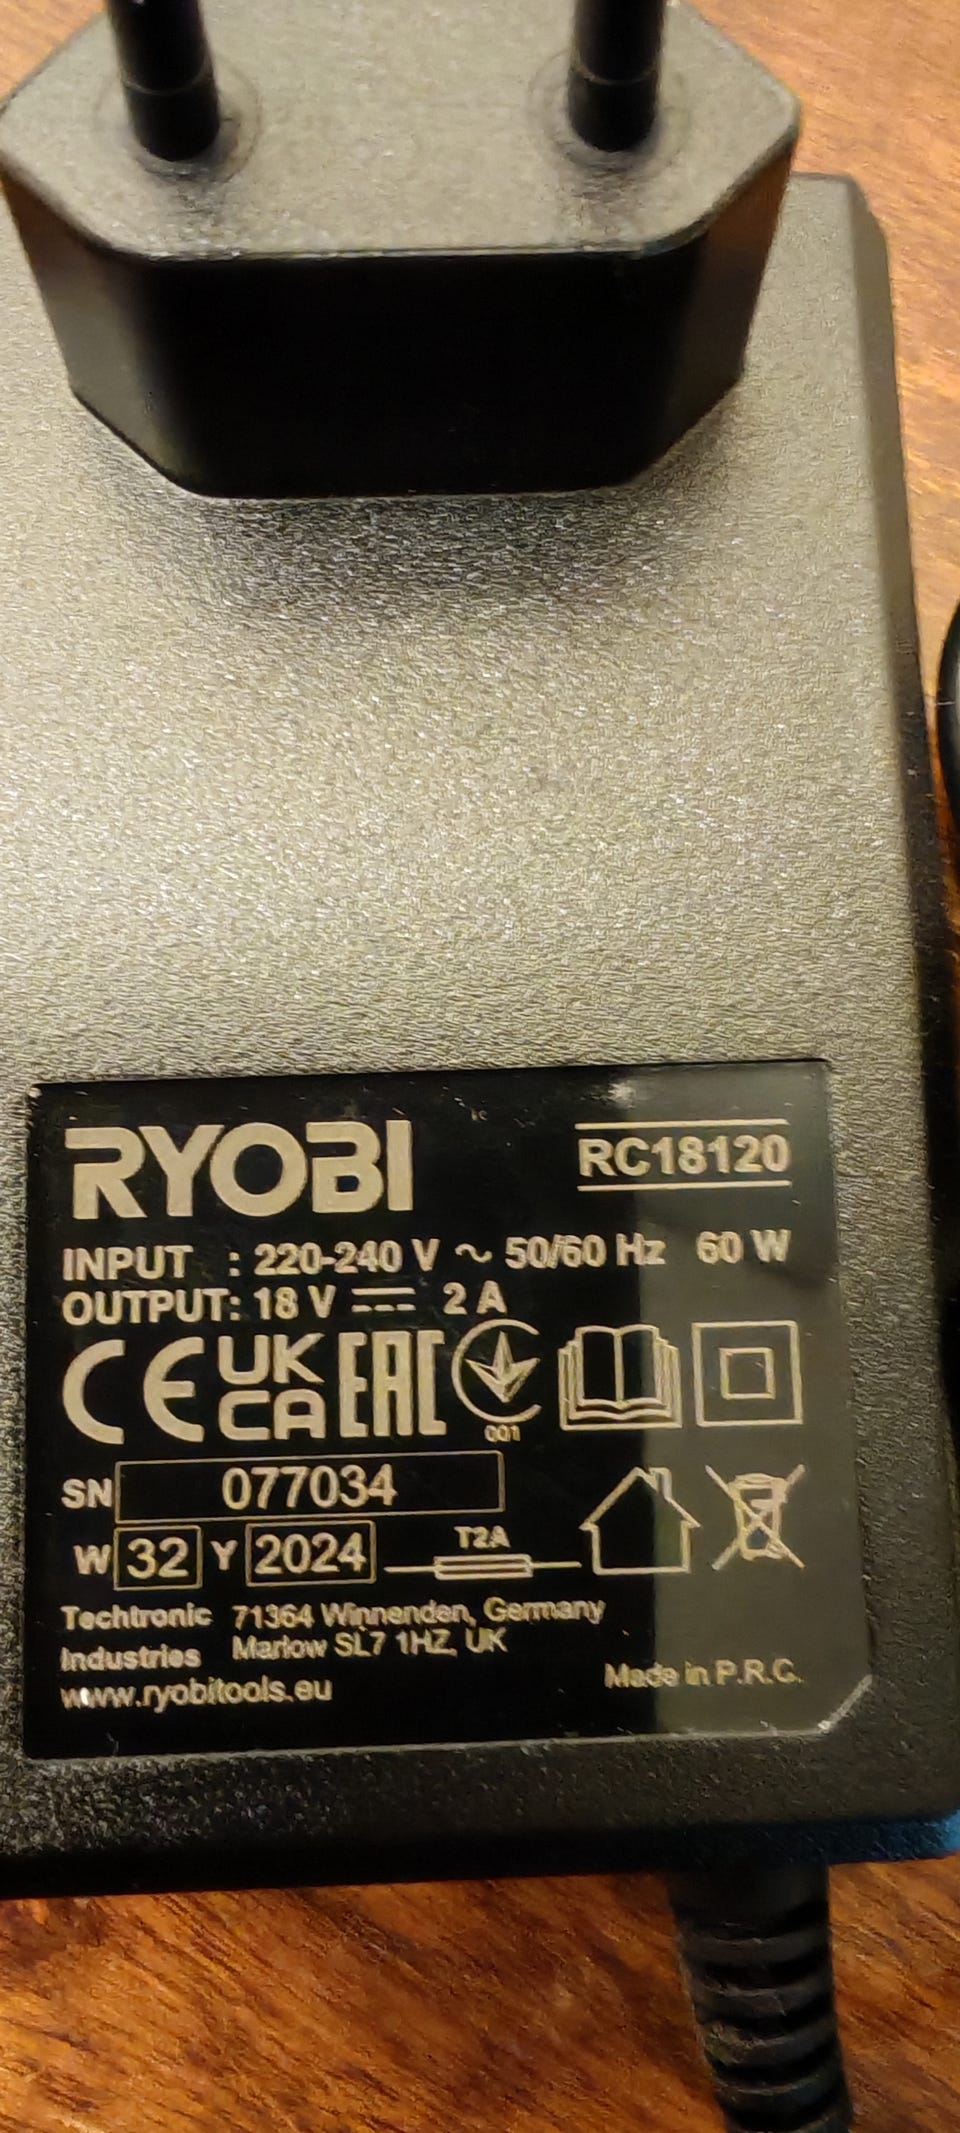 RYOBI RC18120
INPUT : 220-240 V ~ 50/60 Hz 60 W
OUTPUT: 18 V ⎓ 2 A
CE UK CA EAC
001
SN 077034
W 32 Y 2024 T2A
Techtronic 71364 Winnenden, Germany
Industries Marlow SL7 1HZ, UK
www.ryobitools.eu Made in P.R.C.